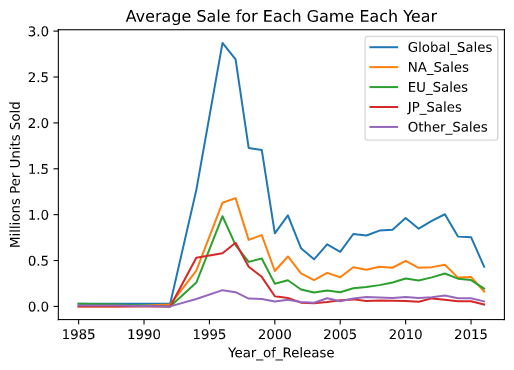 Average Sale for Each Game Each Year
3.0
2.5
2.0
1.5
1.0
0.5
0.0
Millions Per Units Sold
Global_Sales
NA_Sales
EU_Sales
JP_Sales
Other_Sales
1985 1990 1995 2000 2005 2010 2015
Year_of_Release